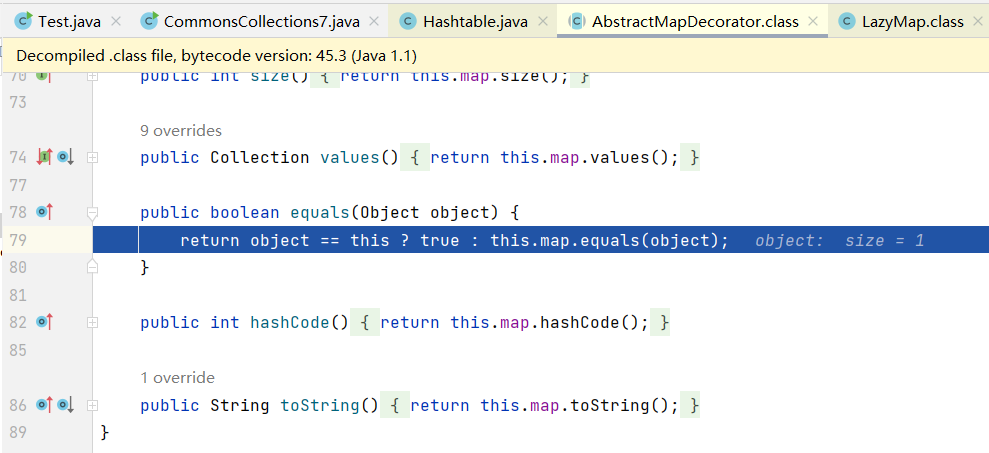 Test.java CommonsCollections7.java Hashtable.java AbstractMapDecorator.class LazyMap.class
Decompiled .class file, bytecode version: 45.3 (Java 1.1)
70 public int size() { return this.map.size(); }
73
9 overrides
74 public Collection values() { return this.map.values(); }
77
78 public boolean equals(Object object) {
79 return object == this ? true : this.map.equals(object); object: size = 1
80 }
81
82 public int hashCode() { return this.map.hashCode(); }
85
1 override
86 public String toString() { return this.map.toString(); }
89 }